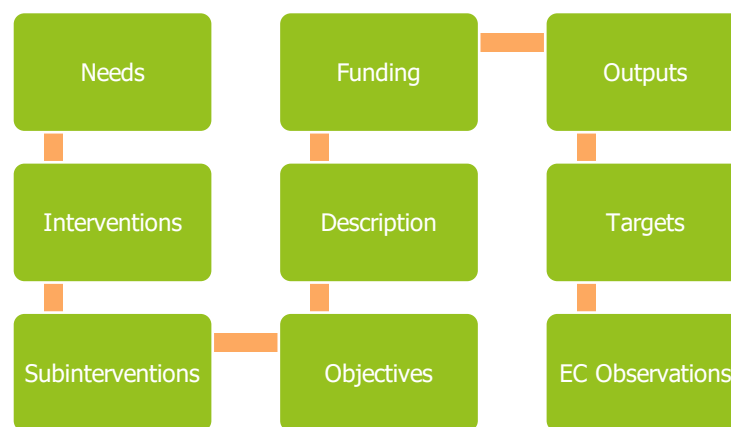 Needs
Interventions
Subinterventions
Objectives
Description
Funding
Outputs
Targets
EC Observations